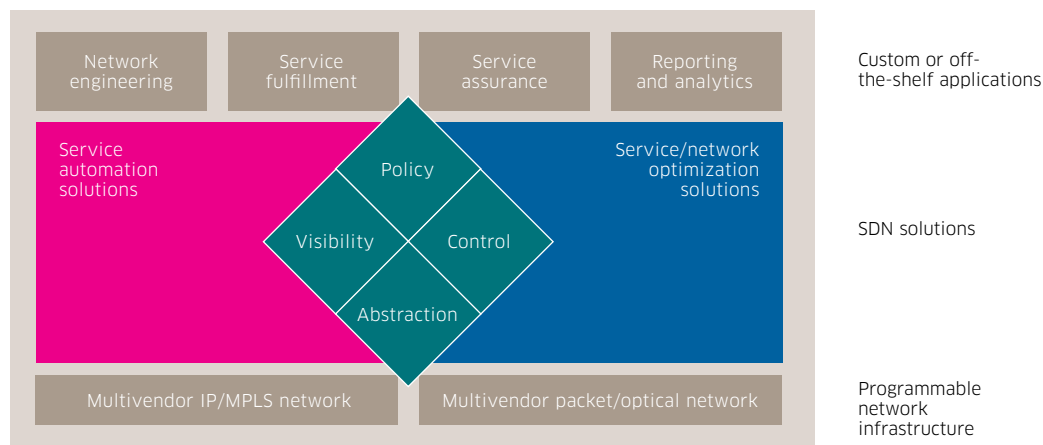 Network
engineering
Service
fulfillment
Service
assurance
Reporting
and analytics
Custom or off-
the-shelf applications
Service
automation
solutions
Service/network
optimization
solutions
Policy
Visibility
Control
Abstraction
SDN solutions
Multivendor IP/MPLS network
Multivendor packet/optical network
Programmable
network
infrastructure